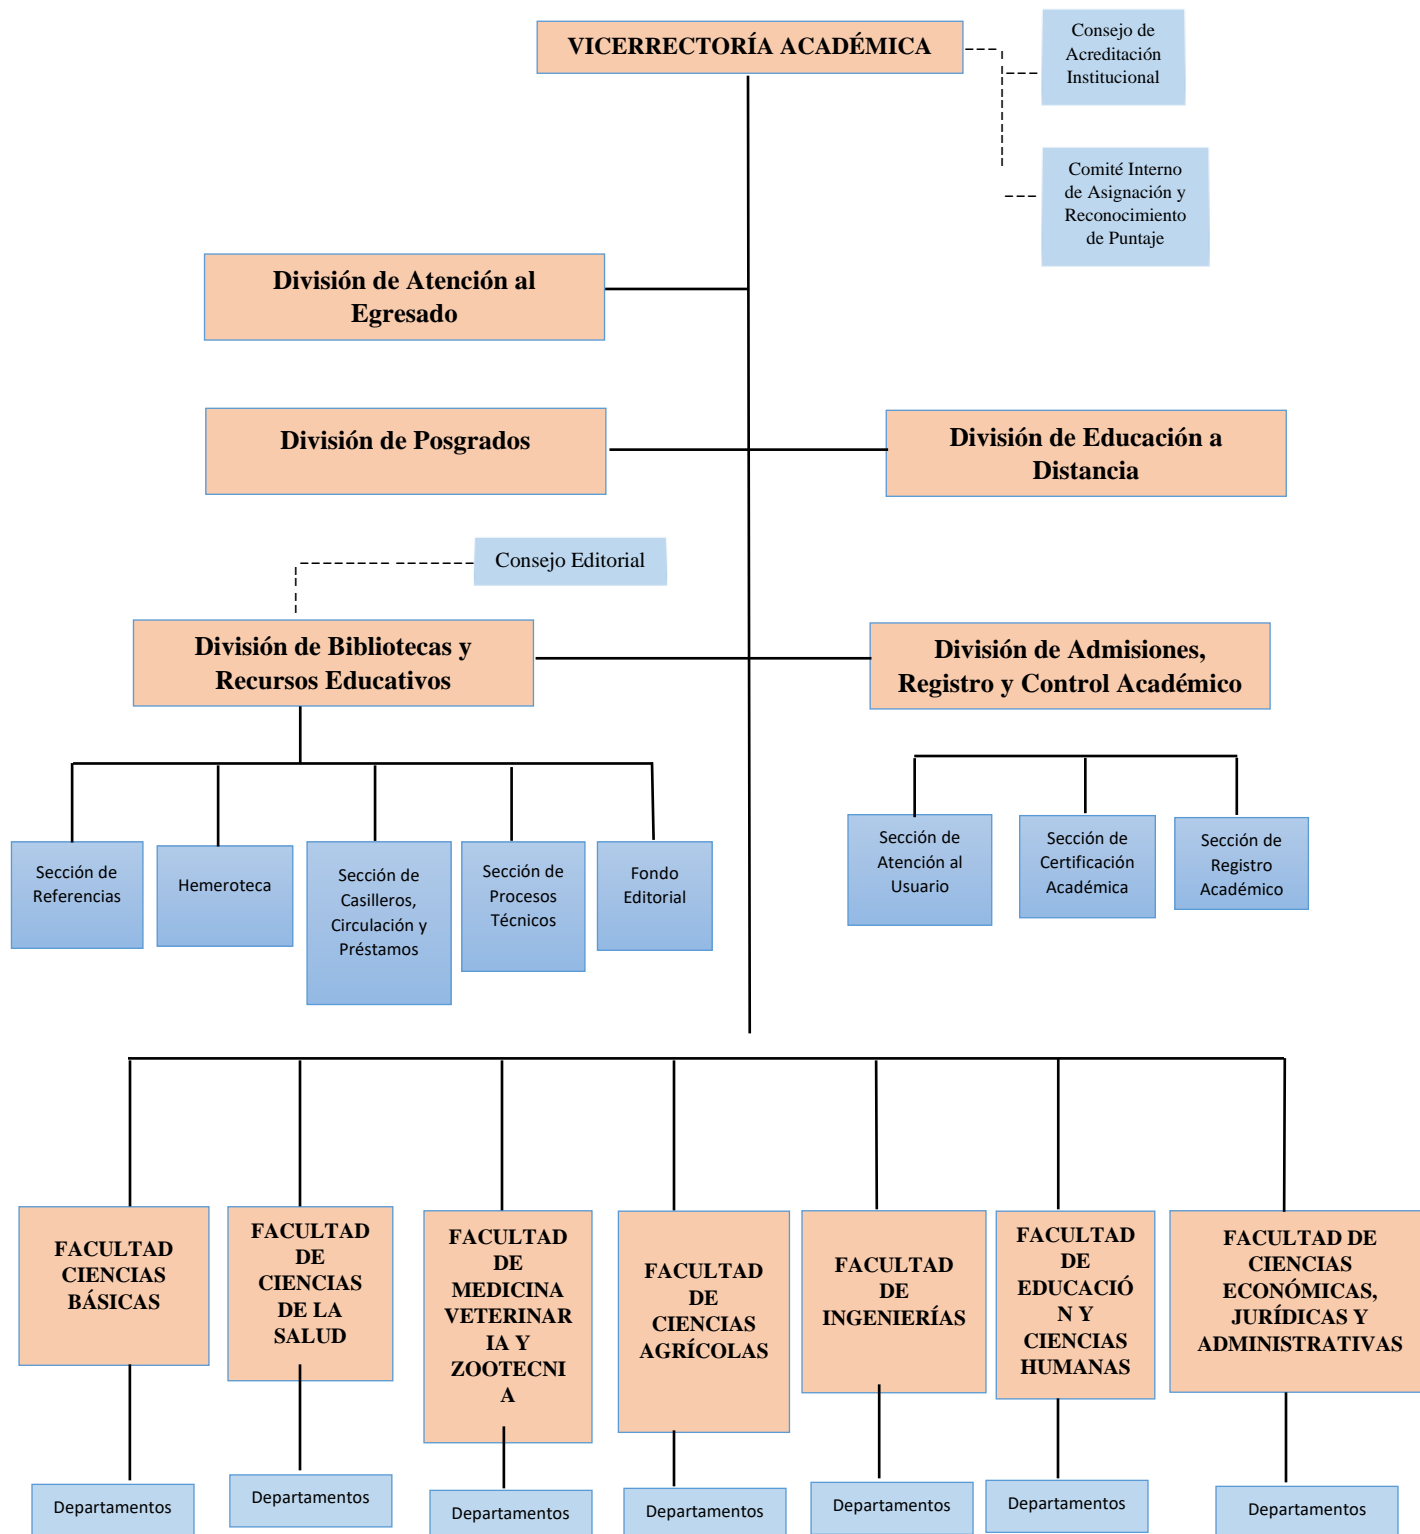 VICERRECTORÍA ACADÉMICA
Consejo de
Acreditación
Institucional
Comité Interno
de Asignación y
Reconocimiento
de Puntaje
División de Atención al
Egresado
División de Posgrados
División de Educación a
Distancia
Consejo Editorial
División de Bibliotecas y
Recursos Educativos
División de Admisiones,
Registro y Control Académico
Sección de
Referencias
Hemeroteca
Sección de
Casilleros,
Circulación y
Préstamos
Sección de
Procesos
Técnicos
Fondo
Editorial
Sección de
Atención al
Usuario
Sección de
Certificación
Académica
Sección de
Registro
Académico
FACULTAD
CIENCIAS
BÁSICAS
FACULTAD
DE
CIENCIAS
DE LA
SALUD
FACULTAD
DE
MEDICINA
VETERINAR
IA Y
ZOOTECNI
A
FACULTAD
DE
CIENCIAS
AGRÍCOLAS
FACULTAD
DE
INGENIERÍAS
FACULTAD
DE
EDUCACIÓ
N Y
CIENCIAS
HUMANAS
FACULTAD DE
CIENCIAS
ECONÓMICAS,
JURÍDICAS Y
ADMINISTRATIVAS
Departamentos
Departamentos
Departamentos
Departamentos
Departamentos
Departamentos
Departamentos